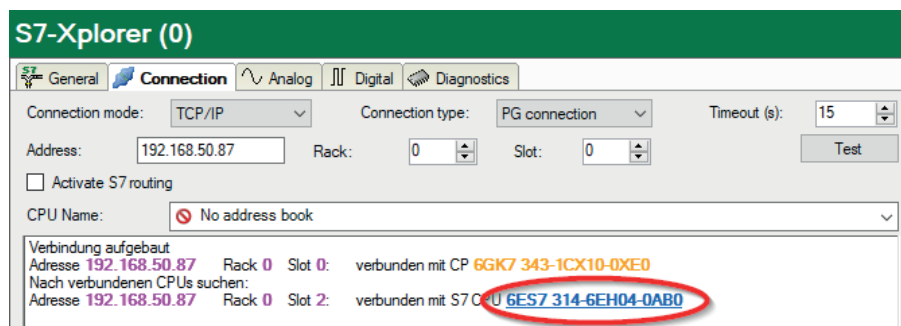 S7-Xplorer (0)
S7 General Connection Analog Digital Diagnostics
Connection mode: TCP/IP Connection type: PG connection Timeout (s): 15
Address: 192.168.50.87 Rack: 0 Slot: 0 Test
Activate S7 routing
CPU Name: No address book
Verbindung aufgebaut
Adresse 192.168.50.87 Rack 0 Slot 0: verbunden mit CP 6GK7 343-1CX10-0XE0
Nach verbundenen CPUs suchen:
Adresse 192.168.50.87 Rack 0 Slot 2: verbunden mit S7 CPU 6ES7 314-6EH04-0AB0